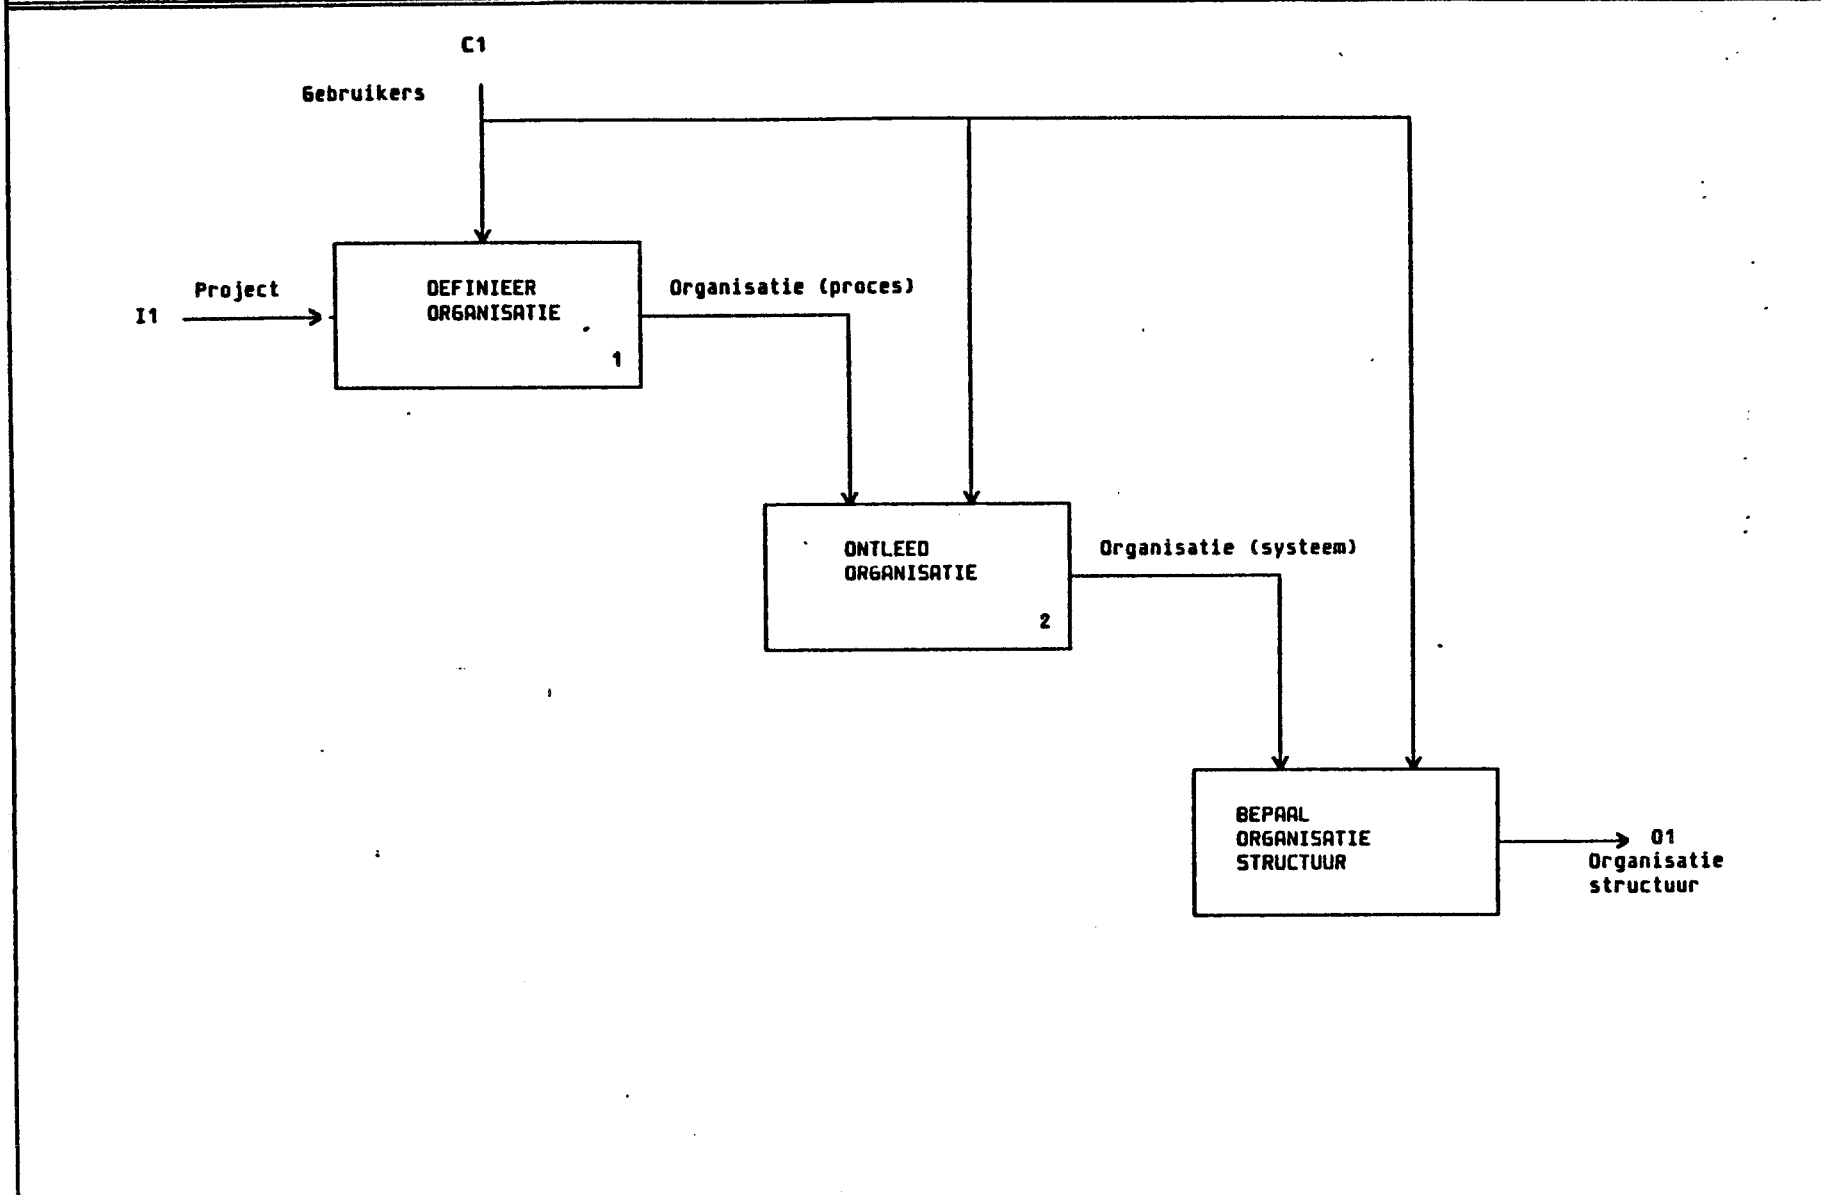 C1
Gebruikers
Project
I1
DEFINIEER
ORGANISATIE
1
Organisatie (proces)
ONTLEED
ORGANISATIE
2
Organisatie (systeem)
BEPAAL
ORGANISATIE
STRUCTUUR
O1
Organisatie
structuur